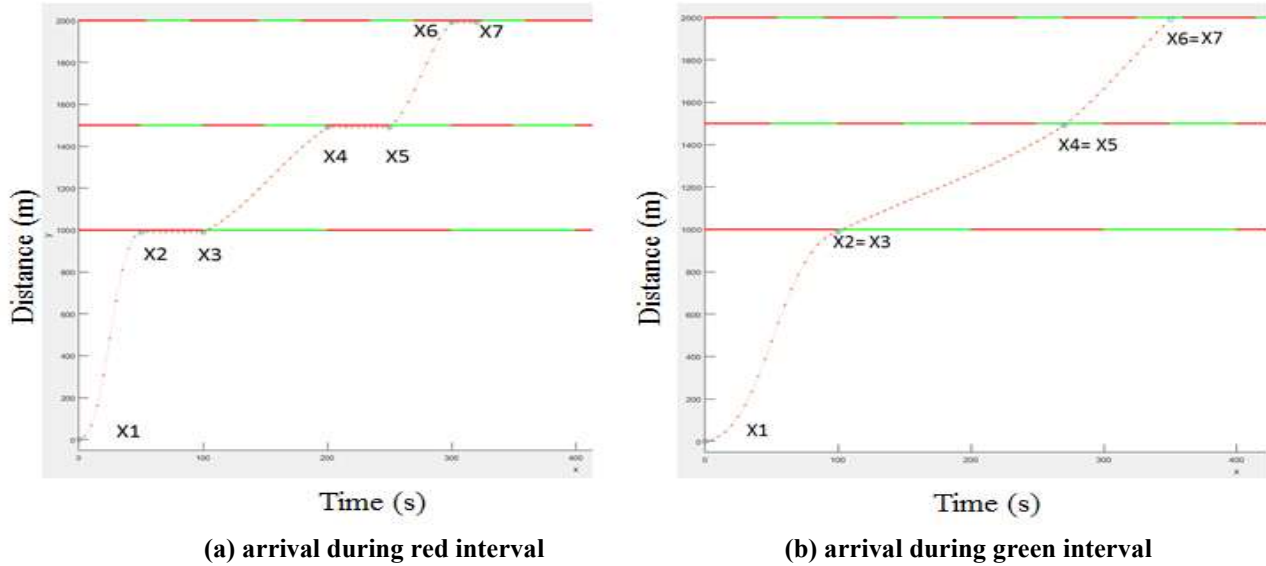 2000
X6
X7
1800
1600
1400
X4
X5
1200
1000
y
X2
X3
800
600
400
200
X1
0
0
100
200
300
400
x
Distance (m)
Time (s)
(a) arrival during red interval
2000
X6= X7
1800
1600
1400
X4= X5
1200
1000
X2= X3
800
600
400
200
X1
0
0
100
200
300
400
x
Distance (m)
Time (s)
(b) arrival during green interval